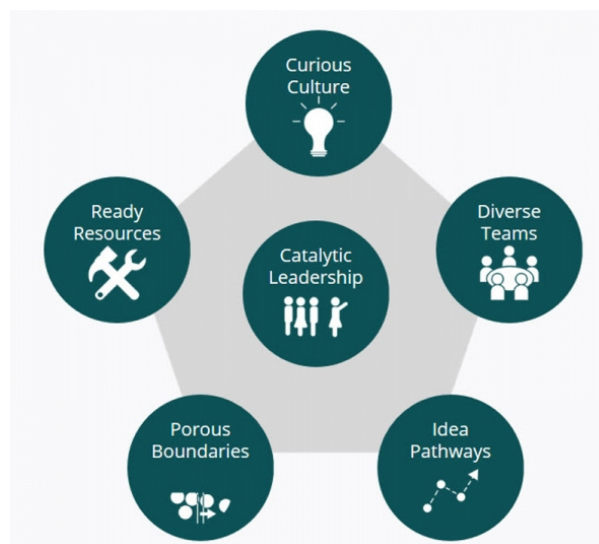 Curious
Culture
Ready
Resources
Diverse
Teams
Catalytic
Leadership
Porous
Boundaries
Idea
Pathways